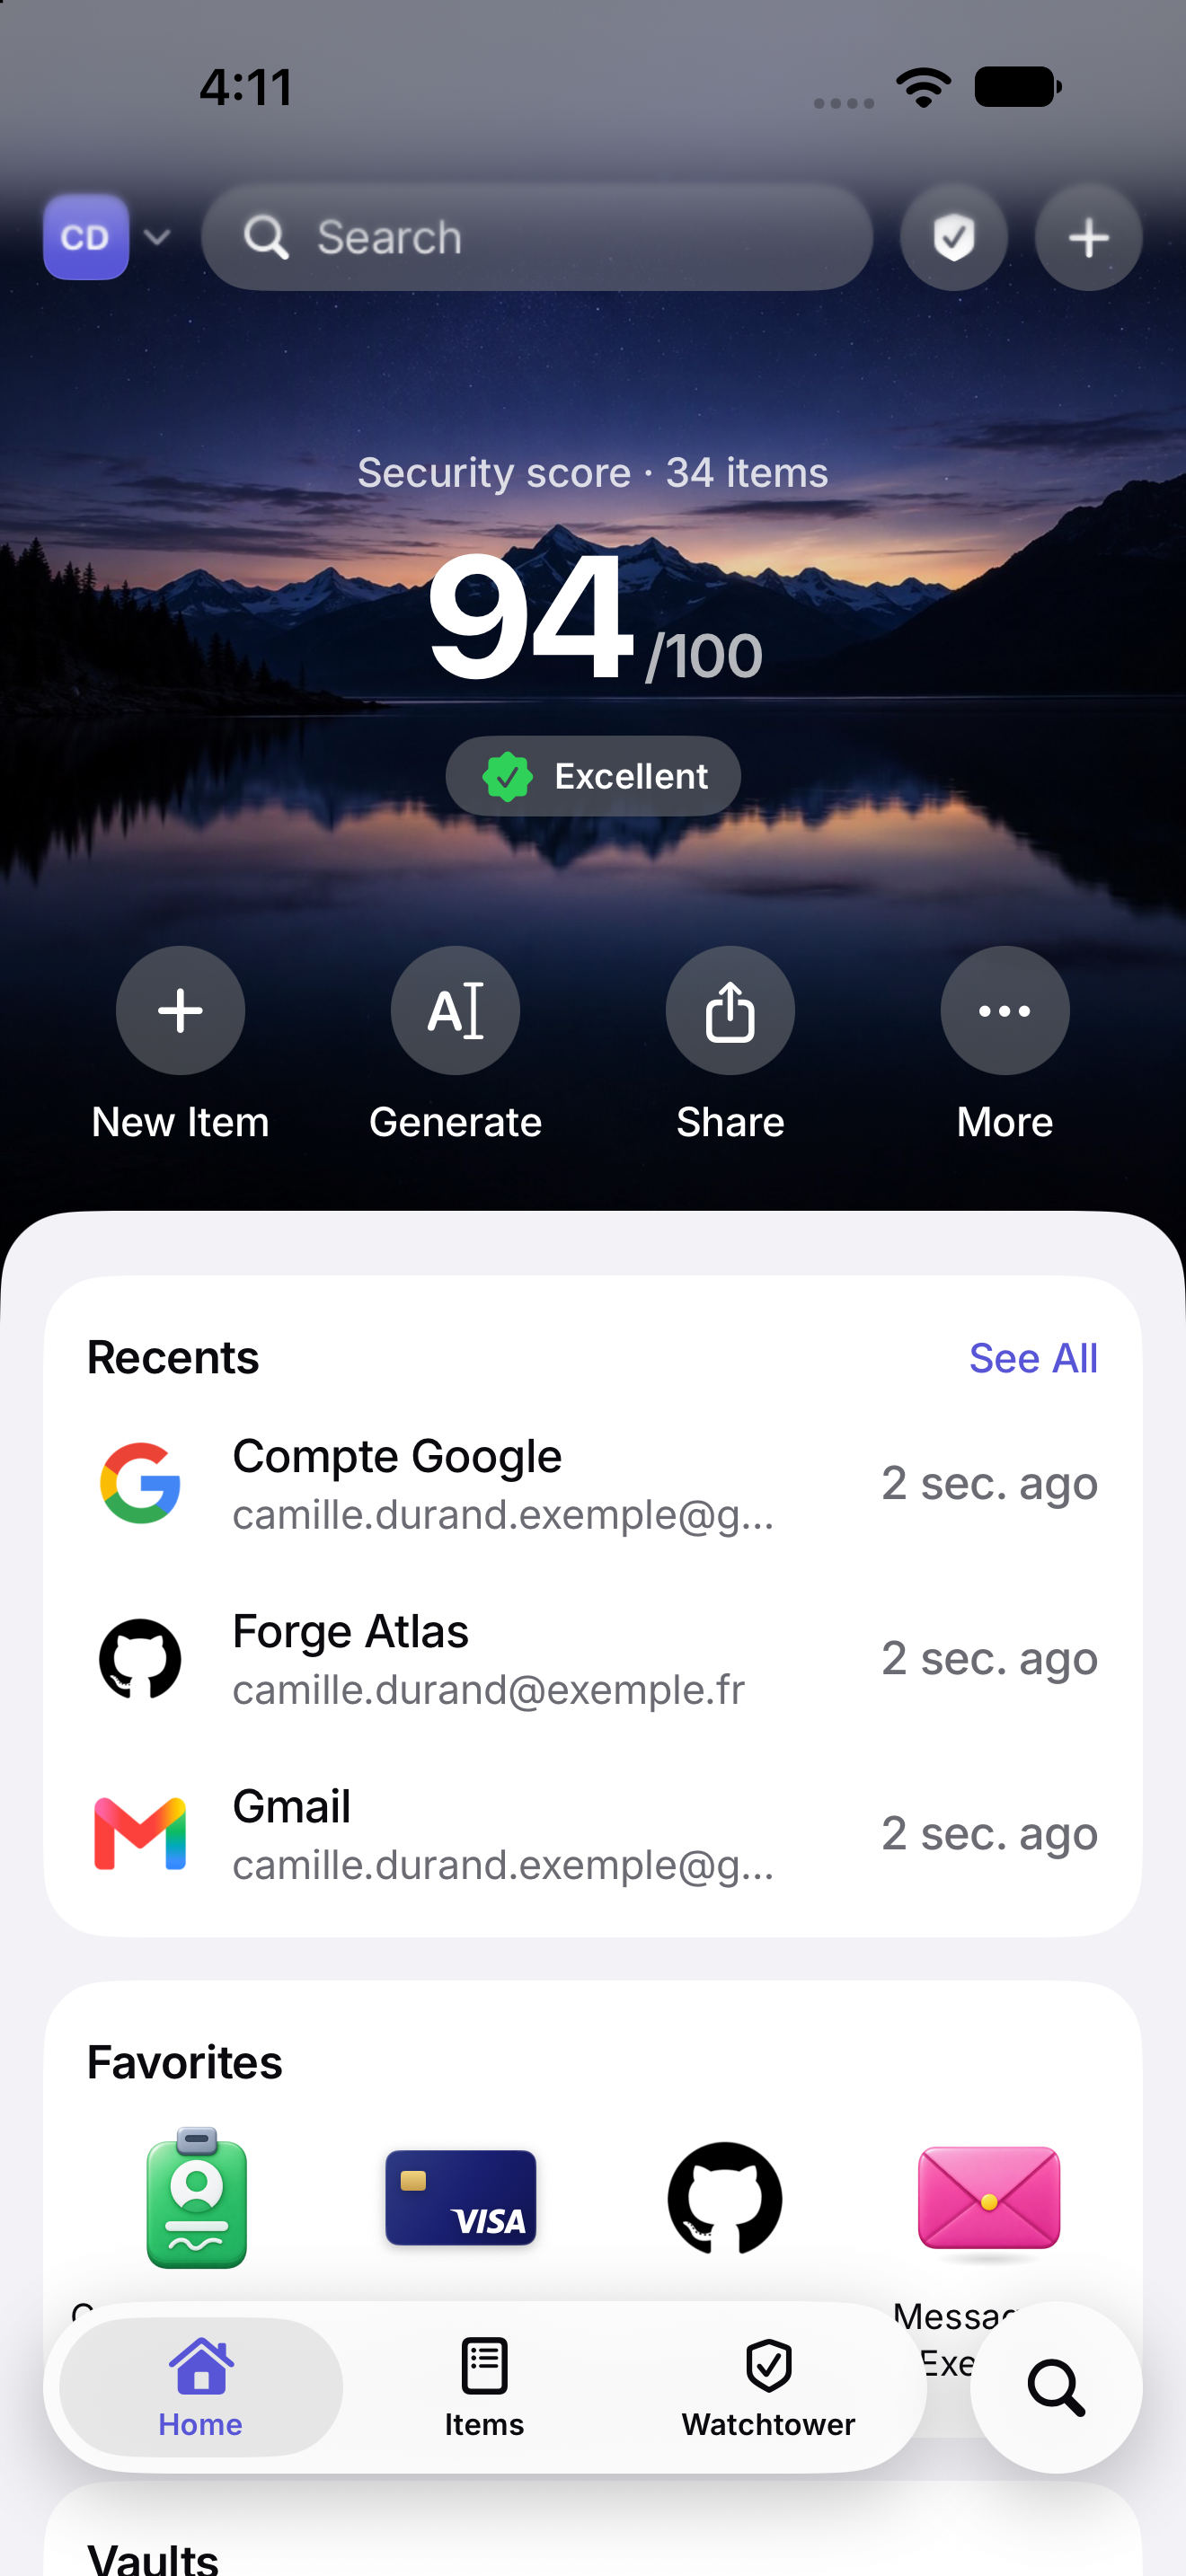 4:11
CD
Search
Security score · 34 items
94/100
Excellent
New Item
Generate
Share
More
Recents
See All
Compte Google
camille.durand.exemple@g...
2 sec. ago
Forge Atlas
camille.durand@exemple.fr
2 sec. ago
Gmail
camille.durand.exemple@g...
2 sec. ago
Favorites
VISA
Home
Items
Watchtower
Vaults